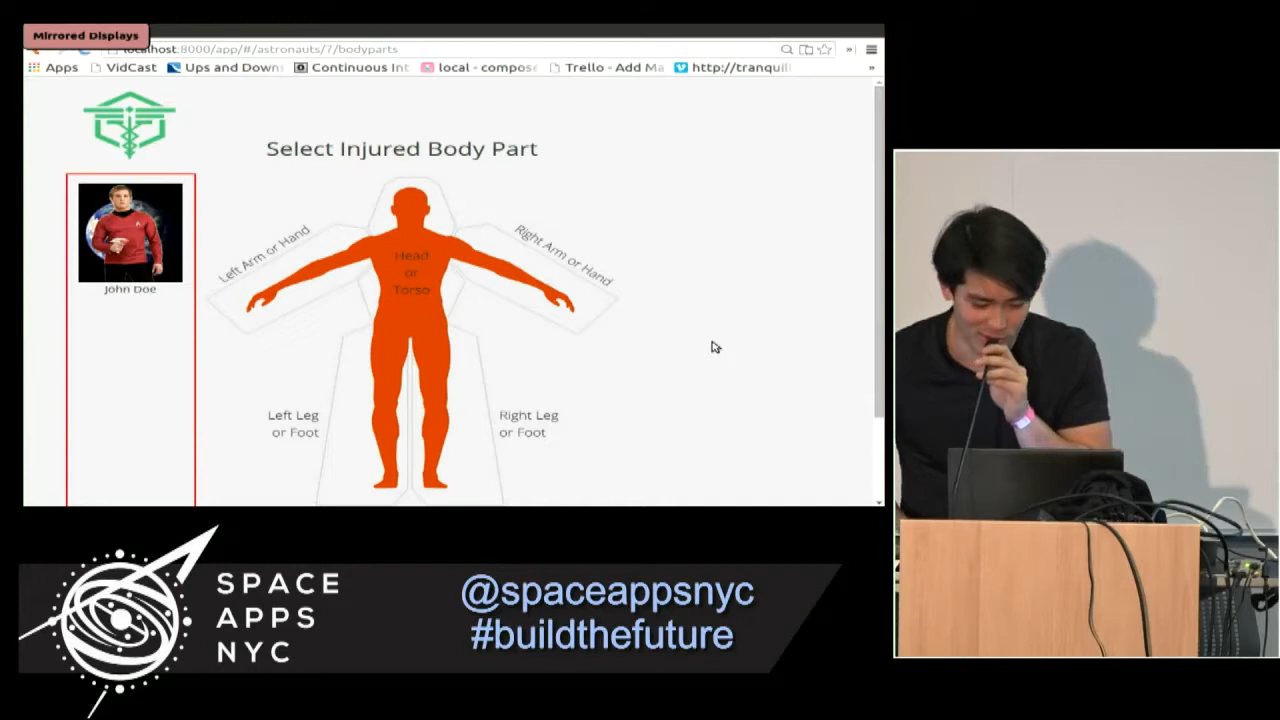 Mirrored Displays
localhost:8000/app/#/astronauts/7/bodyparts
Apps
VidCast
Ups and Down
Continuous Int
local - compos
Trello - Add Ma
http://tranquil
Select Injured Body Part
John Doe
Left Arm or Hand
Right Arm or Hand
Head
or
Torso
Left Leg
or Foot
Right Leg
or Foot
SPACE
APPS
NYC
@spaceappsnyc
#buildthefuture